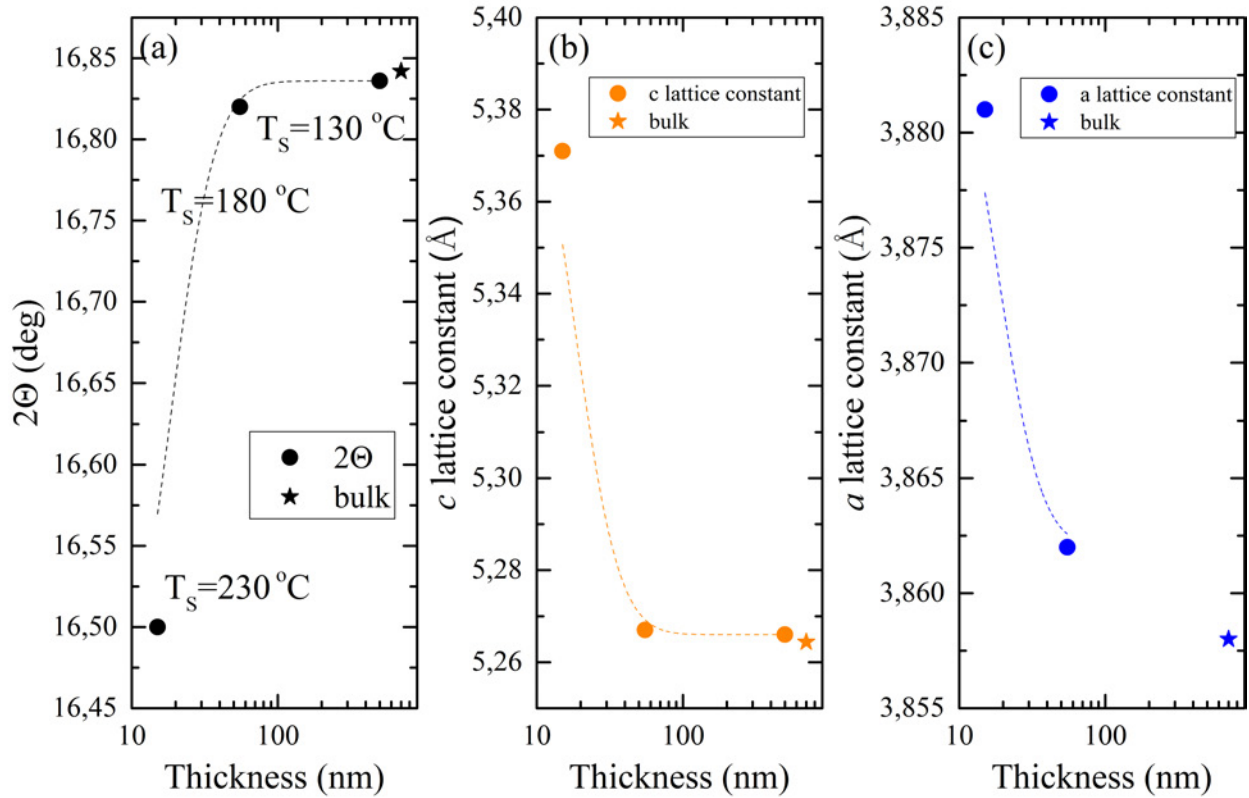 (a)
16,85
16,80
16,75
16,70
16,65
16,60
16,55
16,50
16,45
2Θ (deg)
T_S=130 °C
T_S=180 °C
T_S=230 °C
2Θ
bulk
10
100
Thickness (nm)
(b)
5,40
5,38
5,36
5,34
5,32
5,30
5,28
5,26
c lattice constant (Å)
c lattice constant
bulk
10
100
Thickness (nm)
(c)
3,885
3,880
3,875
3,870
3,865
3,860
3,855
a lattice constant (Å)
a lattice constant
bulk
10
100
Thickness (nm)